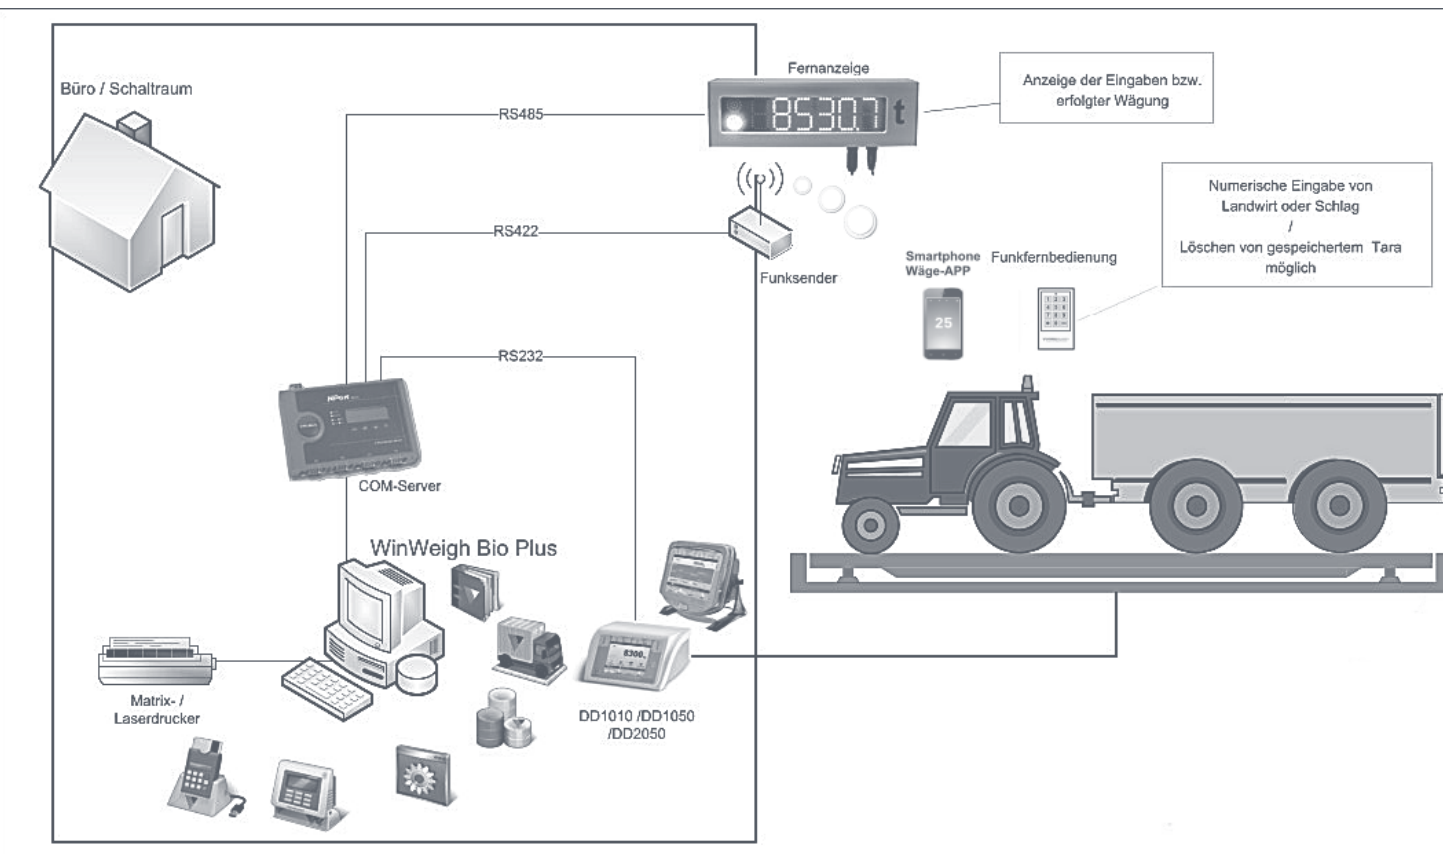 Büro / Schaltraum
Fernanzeige
8530.1 t
Anzeige der Eingaben bzw.
erfolgter Wägung
RS485
Numerische Eingabe von
Landwirt oder Schlag
/
Löschen von gespeichertem Tara
möglich
RS422
Funksender
Smartphone
Wäge-APP
Funkfernbedienung
25
RS232
COM-Server
WinWeigh Bio Plus
8300
Matrix- /
Laserdrucker
DD1010 /DD1050
/DD2050